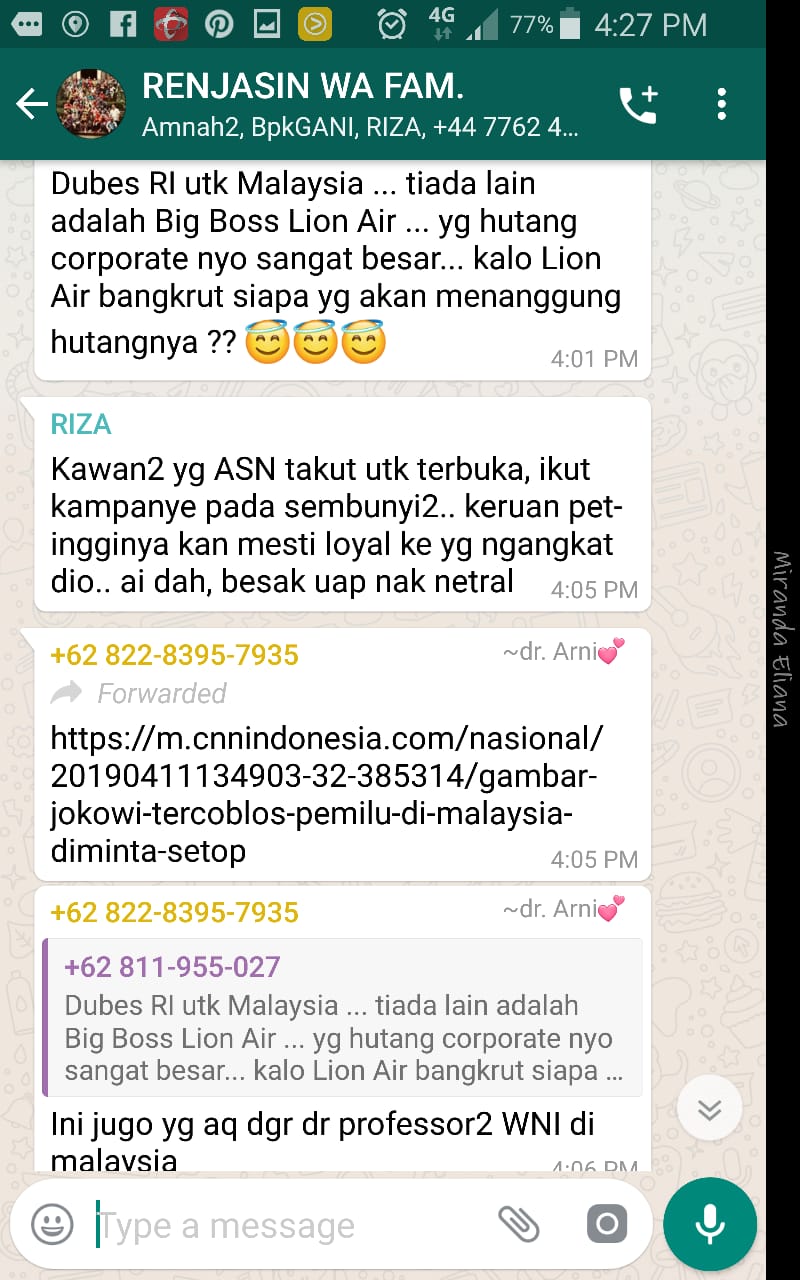 4G 77% 4:27 PM
RENJASIN WA FAM.
Amnah2, BpkGANI, RIZA, +44 7762 4...
Dubes RI utk Malaysia ... tiada lain
adalah Big Boss Lion Air ... yg hutang
corporate nyo sangat besar... kalo Lion
Air bangkrut siapa yg akan menanggung
hutangnya ?? 😇😇😇
4:01 PM
RIZA
Kawan2 yg ASN takut utk terbuka, ikut
kampanye pada sembunyi2.. keruan pet-
ingginya kan mesti loyal ke yg ngangkat
dio.. ai dah, besak uap nak netral
4:05 PM
+62 822-8395-7935 ~dr. Arni💕
Forwarded
https://m.cnnindonesia.com/nasional/
20190411134903-32-385314/gambar-
jokowi-tercoblos-pemilu-di-malaysia-
diminta-setop
4:05 PM
+62 822-8395-7935 ~dr. Arni💕
+62 811-955-027
Dubes RI utk Malaysia ... tiada lain adalah
Big Boss Lion Air ... yg hutang corporate nyo
sangat besar... kalo Lion Air bangkrut siapa ...
Ini jugo yg aq dgr dr professor2 WNI di
malaysia
4:06 PM
Type a message
Miranda Eliana